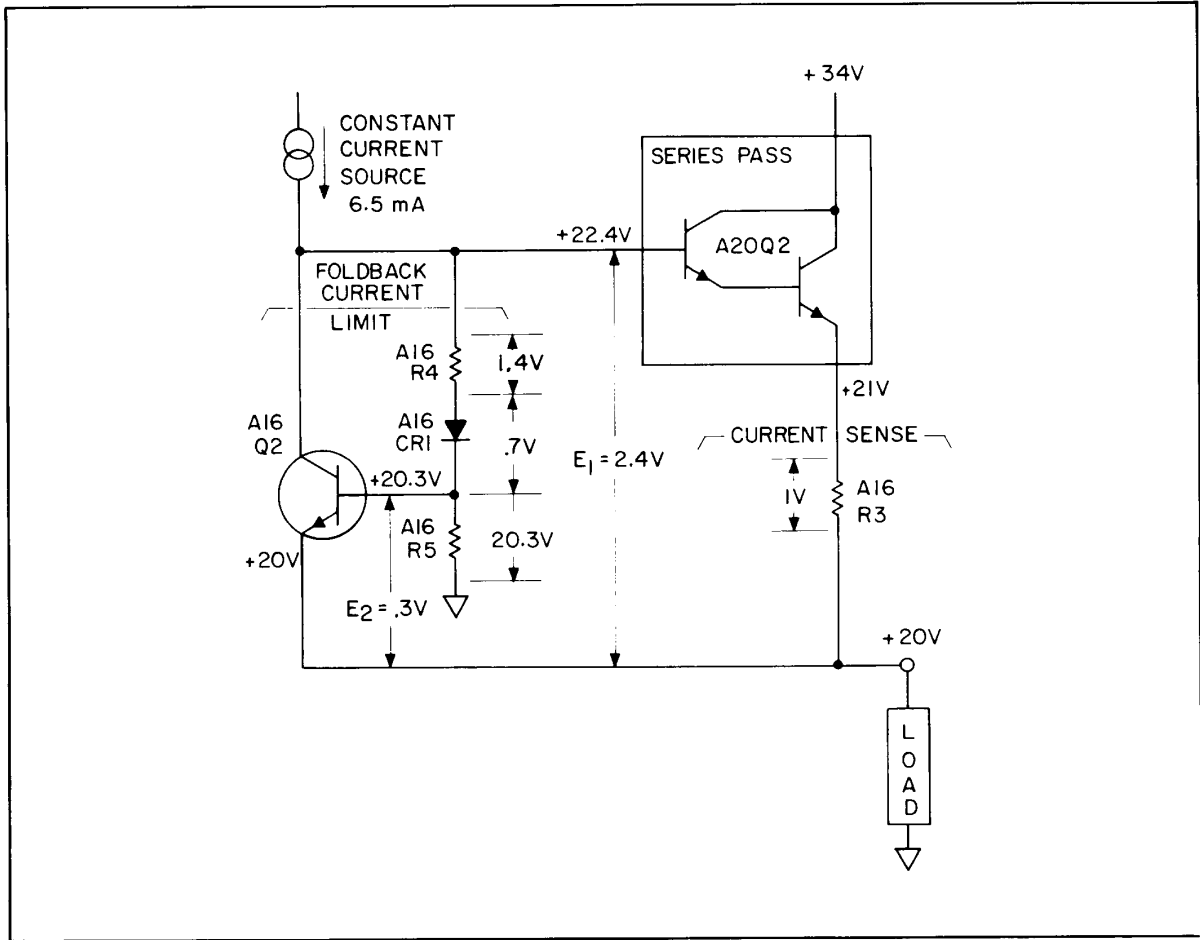 +34V
CONSTANT
CURRENT
SOURCE
6.5 mA
SERIES PASS
+22.4V
A20Q2
FOLDBACK
CURRENT
LIMIT
A16
R4
1.4V
+21V
A16
Q2
A16
CR1
.7V
CURRENT SENSE
E1 = 2.4V
+20.3V
1V
A16
R3
A16
R5
20.3V
+20V
E2 = .3V
+20V
LOAD